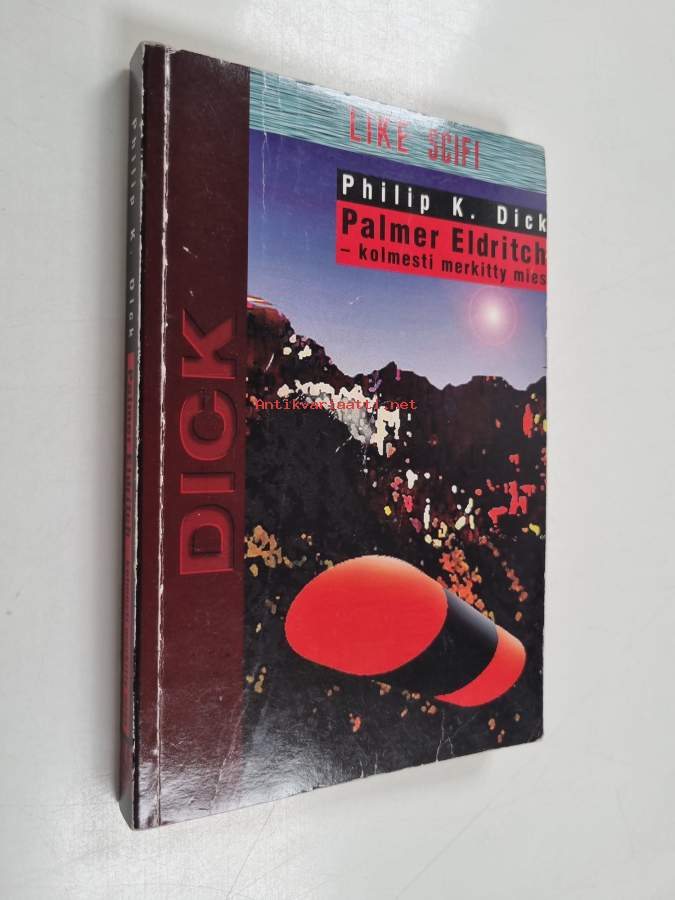 LIKE SCIFI
Philip K. Dick
Palmer Eldritch
– kolmesti merkitty mies
DICK
Philip K. Dick
Antikvariaatti.net